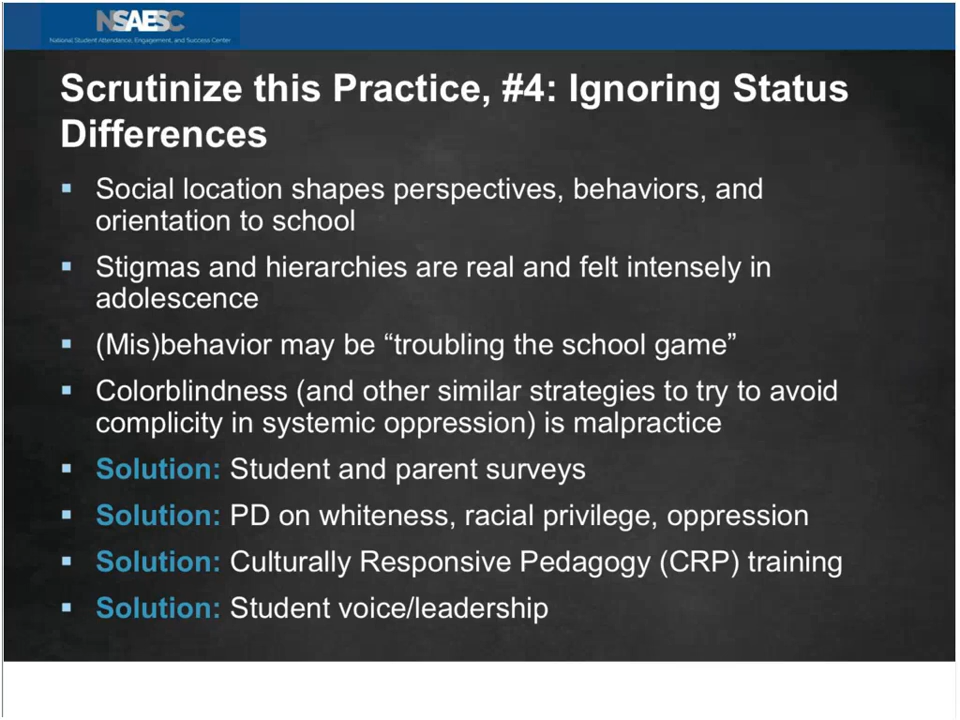 NSAESC
National Student Attendance, Engagement, and Success Center
Scrutinize this Practice, #4: Ignoring Status
Differences
▪ Social location shapes perspectives, behaviors, and
orientation to school
▪ Stigmas and hierarchies are real and felt intensely in
adolescence
▪ (Mis)behavior may be “troubling the school game”
▪ Colorblindness (and other similar strategies to try to avoid
complicity in systemic oppression) is malpractice
▪ Solution: Student and parent surveys
▪ Solution: PD on whiteness, racial privilege, oppression
▪ Solution: Culturally Responsive Pedagogy (CRP) training
▪ Solution: Student voice/leadership